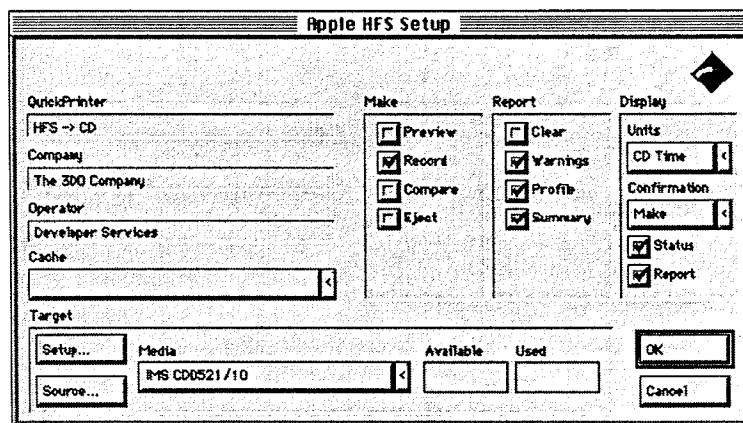 Apple HFS Setup
QuickPrinter
HFS -> CD
Company
The 3DO Company
Operator
Developer Services
Cache
Make
Preview
Record
Compare
Eject
Report
Clear
Warnings
Profile
Summary
Display
Units
CD Time
Confirmation
Make
Status
Report
Target
Setup...
Source...
Media
IMS CD0521/10
Available
Used
OK
Cancel